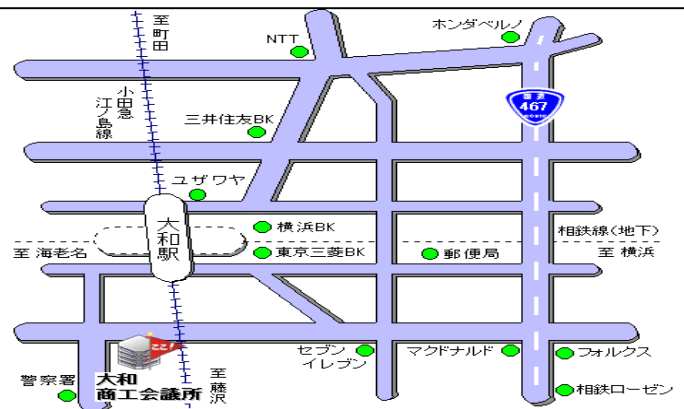 至町田
NTT
ホンダベルノ
小田急
江ノ島線
467
三井住友BK
ユザワヤ
大和駅
横浜BK
相鉄線(地下)
至 海老名
東京三菱BK
郵便局
至 横浜
ここ!
セブン
イレブン
マクドナルド
フォルクス
至藤沢
警察署
大和
商工会議所
相鉄ローゼン